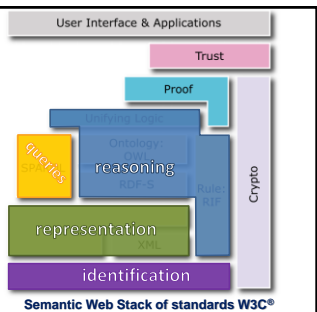 User Interface & Applications
Trust
Proof
Unifying Logic
Ontology:
OWL
queries
SPARQL
reasoning
RDF-S
Rule:
RIF
Crypto
representation
XML
identification
Semantic Web Stack of standards W3C®